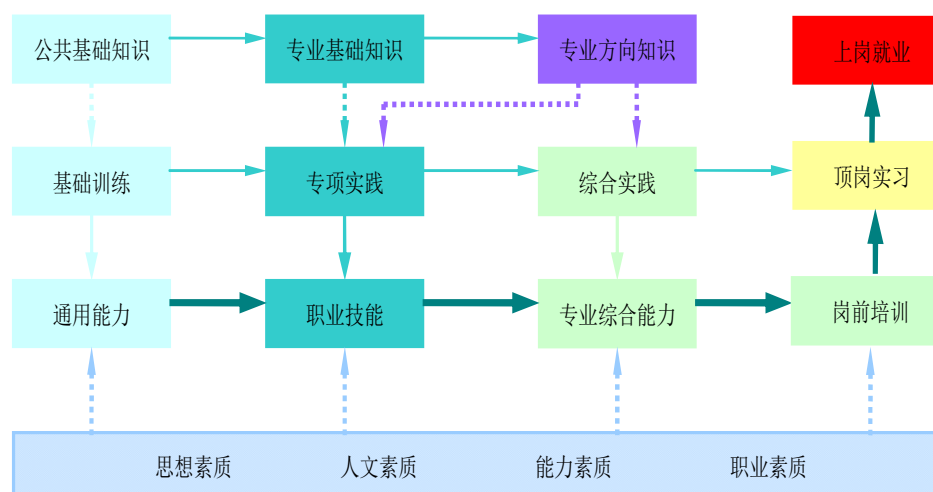 公共基础知识 专业基础知识 专业方向知识 上岗就业
基础训练 专项实践 综合实践 顶岗实习
通用能力 职业技能 专业综合能力 岗前培训
思想素质 人文素质 能力素质 职业素质